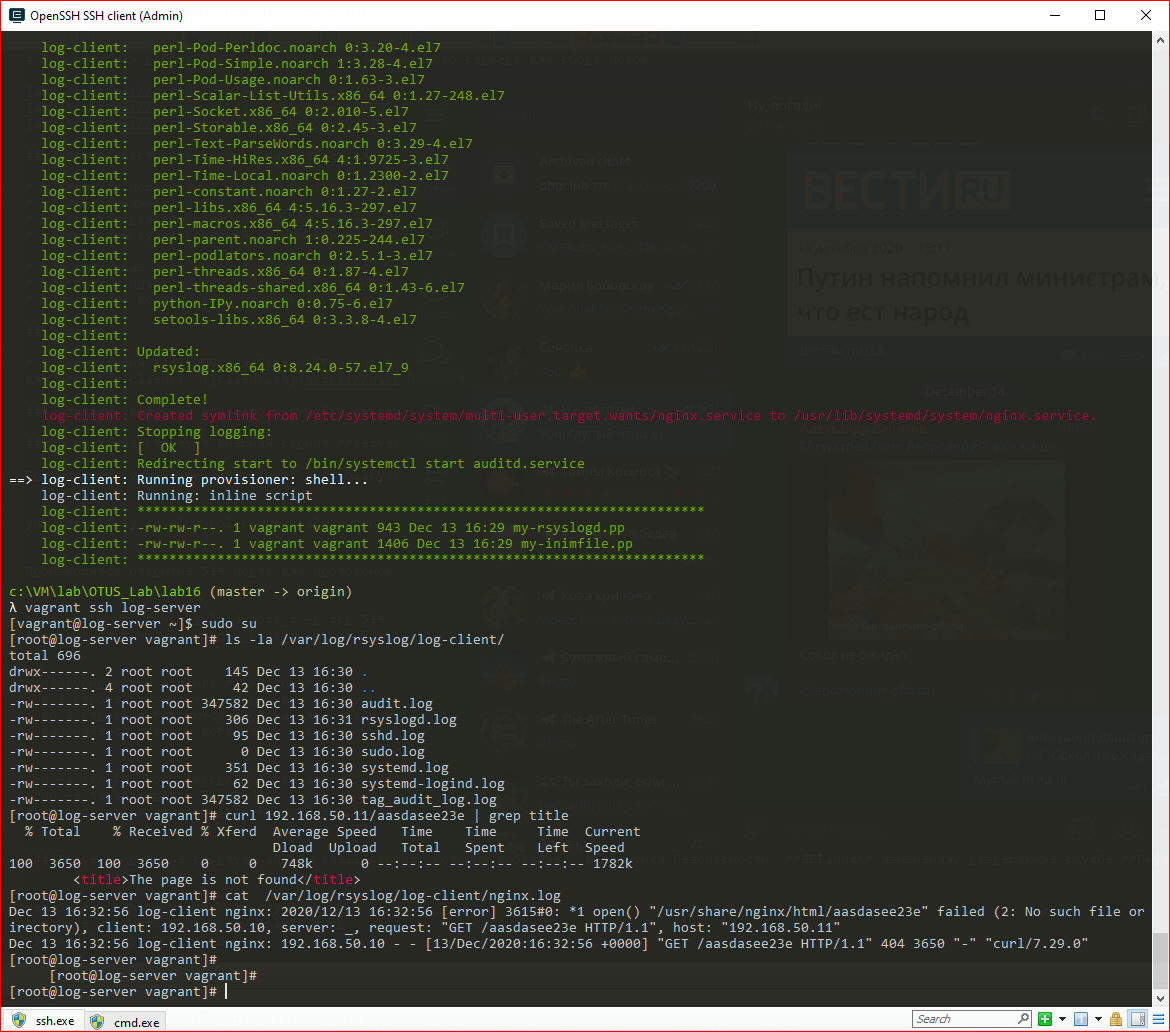 OpenSSH SSH client (Admin)
log-client:   perl-Pod-Perldoc.noarch 0:3.20-4.el7
log-client:   perl-Pod-Simple.noarch 1:3.28-4.el7
log-client:   perl-Pod-Usage.noarch 0:1.63-3.el7
log-client:   perl-Scalar-List-Utils.x86_64 0:1.27-248.el7
log-client:   perl-Socket.x86_64 0:2.010-5.el7
log-client:   perl-Storable.x86_64 0:2.45-3.el7
log-client:   perl-Text-ParseWords.noarch 0:3.29-4.el7
log-client:   perl-Time-HiRes.x86_64 4:1.9725-3.el7
log-client:   perl-Time-Local.noarch 0:1.2300-2.el7
log-client:   perl-constant.noarch 0:1.27-2.el7
log-client:   perl-libs.x86_64 4:5.16.3-297.el7
log-client:   perl-macros.x86_64 4:5.16.3-297.el7
log-client:   perl-parent.noarch 1:0.225-244.el7
log-client:   perl-podlators.noarch 0:2.5.1-3.el7
log-client:   perl-threads.x86_64 0:1.87-4.el7
log-client:   perl-threads-shared.x86_64 0:1.43-6.el7
log-client:   python-IPy.noarch 0:0.75-6.el7
log-client:   setools-libs.x86_64 0:3.3.8-4.el7
log-client:
log-client: Updated:
log-client:   rsyslog.x86_64 0:8.24.0-57.el7_9
log-client:
log-client: Complete!
log-client: Created symlink from /etc/systemd/system/multi-user.target.wants/nginx.service to /usr/lib/systemd/system/nginx.service.
log-client: Stopping logging:
log-client: [  OK  ]
log-client: Redirecting start to /bin/systemctl start auditd.service
==> log-client: Running provisioner: shell...
log-client: Running: inline script
log-client: ***********************************************************************
log-client: -rw-rw-r--. 1 vagrant vagrant 943 Dec 13 16:29 my-rsyslogd.pp
log-client: -rw-rw-r--. 1 vagrant vagrant 1406 Dec 13 16:29 my-inimfile.pp
log-client: ***********************************************************************
c:\VM\lab\OTUS_Lab\lab16 (master -> origin)
λ vagrant ssh log-server
[vagrant@log-server ~]$ sudo su
[root@log-server vagrant]# ls -la /var/log/rsyslog/log-client/
total 696
drwx------. 2 root root    145 Dec 13 16:30 .
drwx------. 4 root root     42 Dec 13 16:30 ..
-rw-------. 1 root root 347582 Dec 13 16:30 audit.log
-rw-------. 1 root root    306 Dec 13 16:31 rsyslogd.log
-rw-------. 1 root root     95 Dec 13 16:30 sshd.log
-rw-------. 1 root root      0 Dec 13 16:30 sudo.log
-rw-------. 1 root root    351 Dec 13 16:30 systemd.log
-rw-------. 1 root root     62 Dec 13 16:30 systemd-logind.log
-rw-------. 1 root root 347582 Dec 13 16:30 tag_audit_log.log
[root@log-server vagrant]# curl 192.168.50.11/aasdasee23e | grep title
  % Total    % Received % Xferd  Average Speed   Time    Time     Time  Current
                                 Dload  Upload   Total   Spent    Left  Speed
100  3650  100  3650    0     0   748k      0 --:--:-- --:--:-- --:--:-- 1782k
        <title>The page is not found</title>
[root@log-server vagrant]# cat  /var/log/rsyslog/log-client/nginx.log
Dec 13 16:32:56 log-client nginx: 2020/12/13 16:32:56 [error] 3615#0: *1 open() "/usr/share/nginx/html/aasdasee23e" failed (2: No such file or
irectory), client: 192.168.50.10, server: _, request: "GET /aasdasee23e HTTP/1.1", host: "192.168.50.11"
Dec 13 16:32:56 log-client nginx: 192.168.50.10 - - [13/Dec/2020:16:32:56 +0000] "GET /aasdasee23e HTTP/1.1" 404 3650 "-" "curl/7.29.0"
[root@log-server vagrant]#
[root@log-server vagrant]#
[root@log-server vagrant]#
ВЕСТИ RU
Путин напомнил министрам,
что ест народ
Archived chats
Saved Messages
December 14
The After Times
ssh.exe
cmd.exe
Search